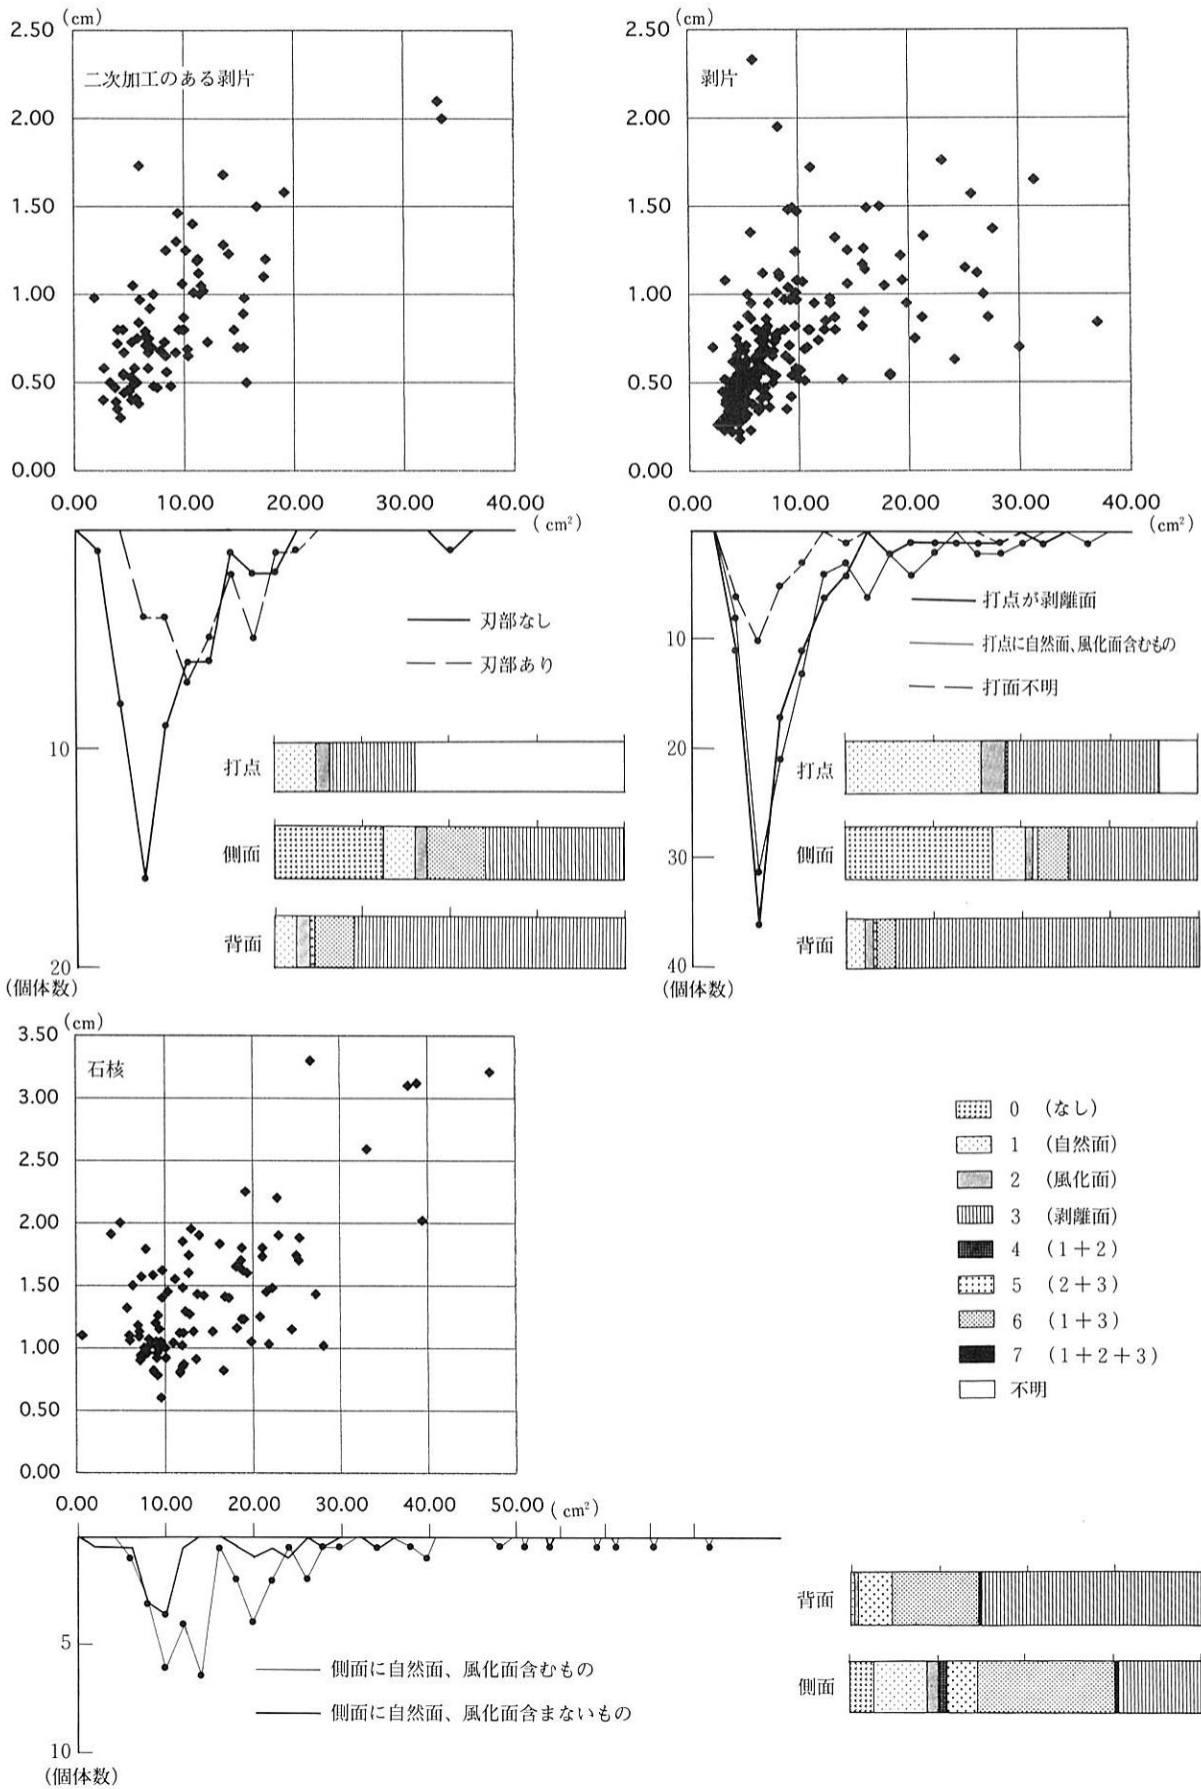 (cm)
2.50
二次加工のある剥片
2.00
1.50
1.00
0.50
0.00
0.00 10.00 20.00 30.00 40.00
(cm²)
刃部なし
刃部あり
10
打点
側面
背面
20
(個体数)
(cm)
2.50
剥片
2.00
1.50
1.00
0.50
0.00
0.00 10.00 20.00 30.00 40.00
(cm²)
打点が剥離面
打点に自然面、風化面含むもの
打面不明
10
20
打点
側面
30
背面
40
(個体数)
(cm)
3.50
石核
3.00
2.50
2.00
1.50
1.00
0.50
0.00
0.00 10.00 20.00 30.00 40.00 50.00 (cm²)
5
側面に自然面、風化面含むもの
側面に自然面、風化面含まないもの
10
(個体数)
0 (なし)
1 (自然面)
2 (風化面)
3 (剥離面)
4 (1+2)
5 (2+3)
6 (1+3)
7 (1+2+3)
不明
背面
側面